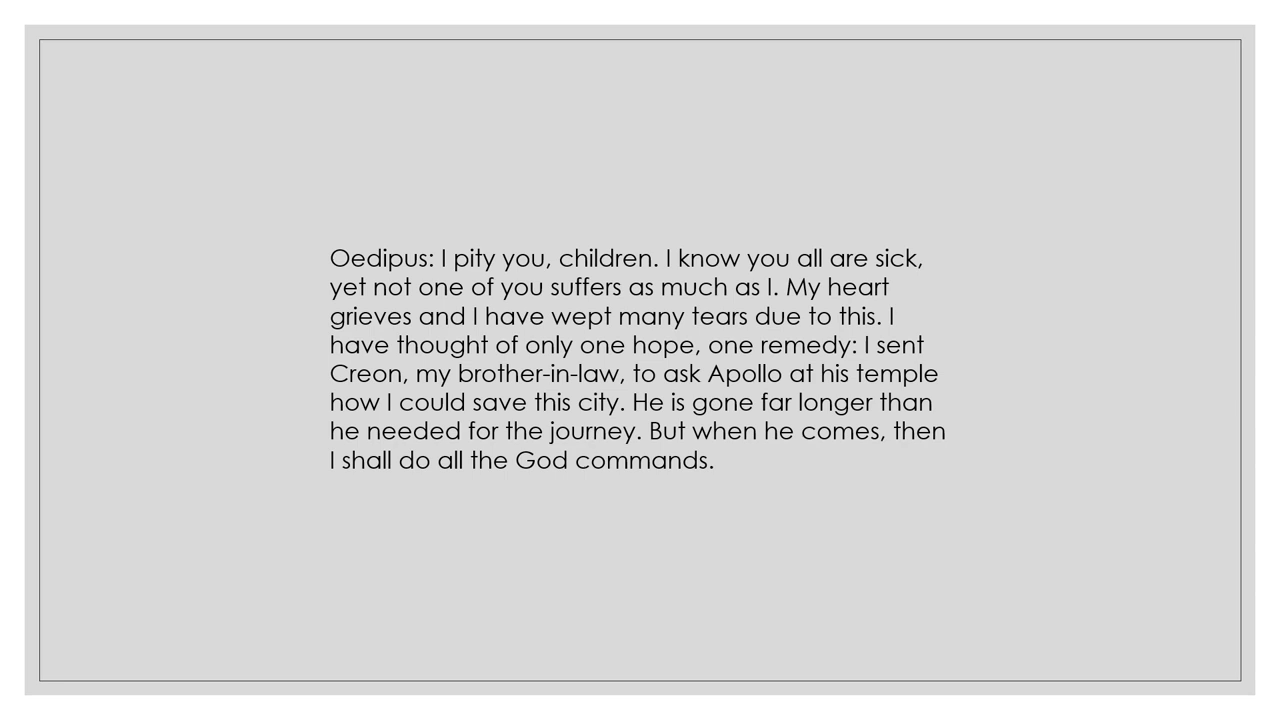 Oedipus: I pity you, children. I know you all are sick,
yet not one of you suffers as much as I. My heart
grieves and I have wept many tears due to this. I
have thought of only one hope, one remedy: I sent
Creon, my brother-in-law, to ask Apollo at his temple
how I could save this city. He is gone far longer than
he needed for the journey. But when he comes, then
I shall do all the God commands.